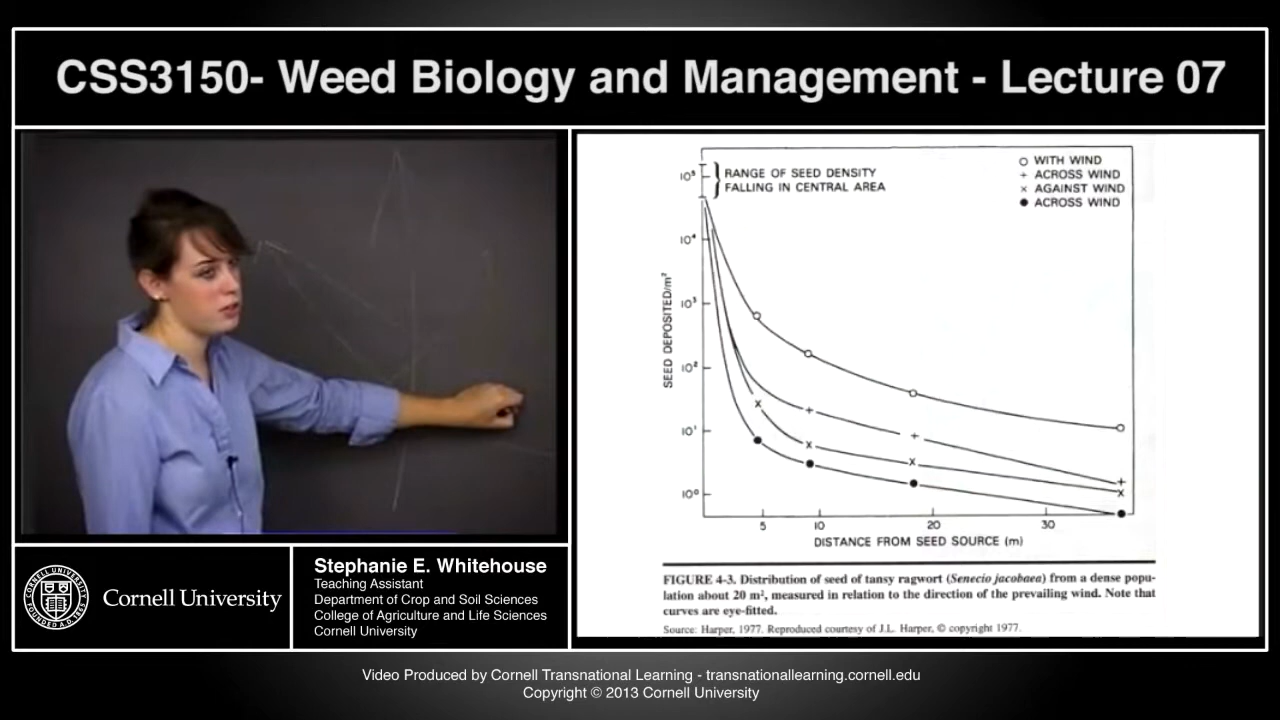 CSS3150- Weed Biology and Management - Lecture 07
10⁵
10⁴
10³
10²
10¹
10⁰
SEED DEPOSITED/m²
RANGE OF SEED DENSITY
FALLING IN CENTRAL AREA
WITH WIND
ACROSS WIND
AGAINST WIND
ACROSS WIND
5 10 20 30
DISTANCE FROM SEED SOURCE (m)
FIGURE 4-3. Distribution of seed of tansy ragwort (Senecio jacobaea) from a dense popu-
lation about 20 m², measured in relation to the direction of the prevailing wind. Note that
curves are eye-fitted.
Source: Harper, 1977. Reproduced courtesy of J.L. Harper, © copyright 1977.
CORNELL UNIVERSITY
FOUNDED A.D. 1865
Cornell University
Stephanie E. Whitehouse
Teaching Assistant
Department of Crop and Soil Sciences
College of Agriculture and Life Sciences
Cornell University
Video Produced by Cornell Transnational Learning - transnationallearning.cornell.edu
Copyright © 2013 Cornell University